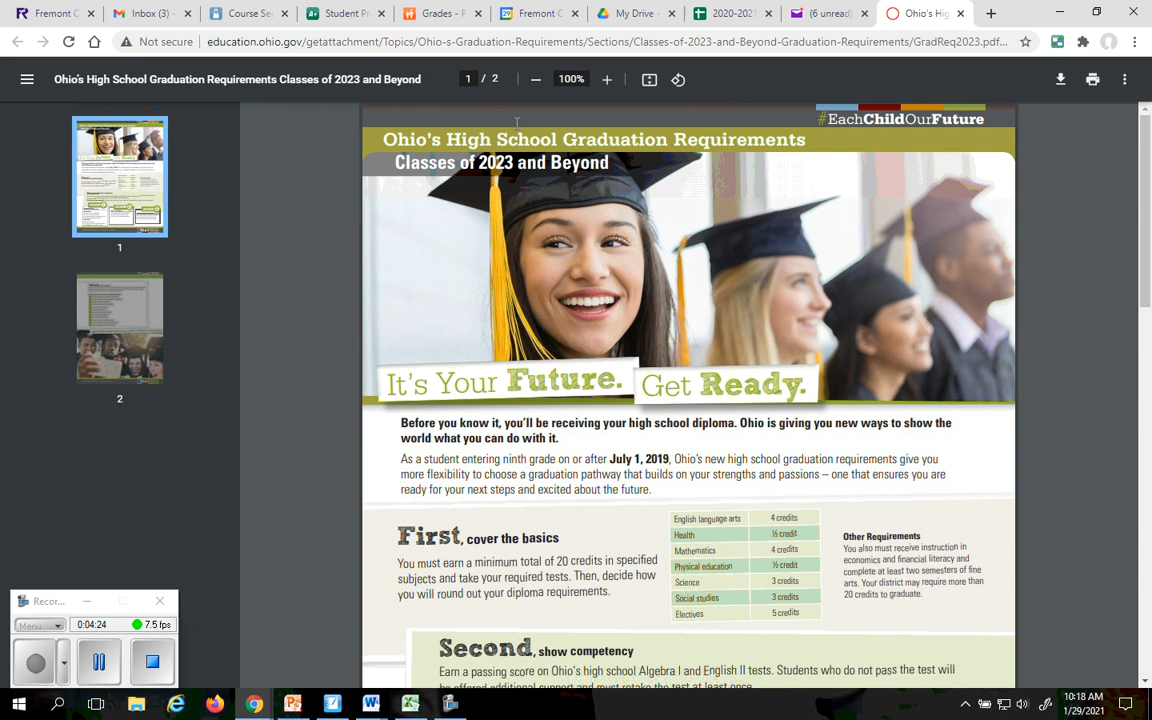 Fremont C
Inbox (3) -
Course Sec
Student Pr
Grades - P
Fremont C
My Drive -
2020-2021
(6 unread)
Ohio's Hig
Not secure
education.ohio.gov/getattachment/Topics/Ohio-s-Graduation-Requirements/Sections/Classes-of-2023-and-Beyond-Graduation-Req/GradReq2023.pdf...
Ohio's High School Graduation Requirements Classes of 2023 and Beyond
1 / 2
100%
#EachChildOurFuture
Ohio's High School Graduation Requirements
Classes of 2023 and Beyond
1
2
It's Your Future. Get Ready.
Before you know it, you'll be receiving your high school diploma. Ohio is giving you new ways to show the
world what you can do with it.
As a student entering ninth grade on or after July 1, 2019, Ohio's new high school graduation requirements give you
more flexibility to choose a graduation pathway that builds on your strengths and passions – one that ensures you are
ready for your next steps and excited about the future.
First, cover the basics
You must earn a minimum total of 20 credits in specified
subjects and take your required tests. Then, decide how
you will round out your diploma requirements.
English language arts 4 credits
Health ½ credit
Mathematics 4 credits
Physical education ½ credit
Science 3 credits
Social studies 3 credits
Electives 5 credits
Other Requirements
You also must receive instruction in
economics and financial literacy and
complete at least two semesters of fine
arts. Your district may require more than
20 credits to graduate.
Second, show competency
Earn a passing score on Ohio's high school Algebra I and English II tests. Students who do not pass the test will
be offered additional support and must retake the test at least once.
Recor...
Menu
0:04:24
7.5 fps
10:18 AM
1/29/2021